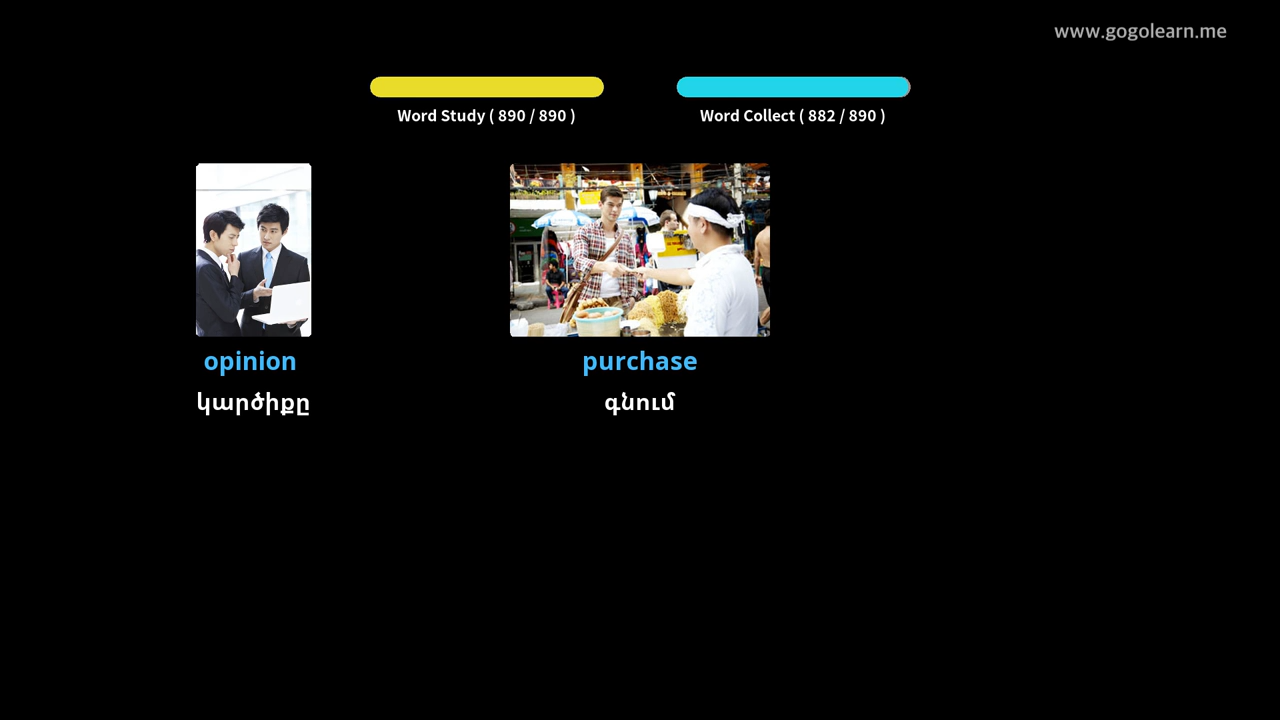 www.gogolearn.me
Word Study ( 890 / 890 )
Word Collect ( 882 / 890 )
opinion
purchase
կարծիքը
գնում